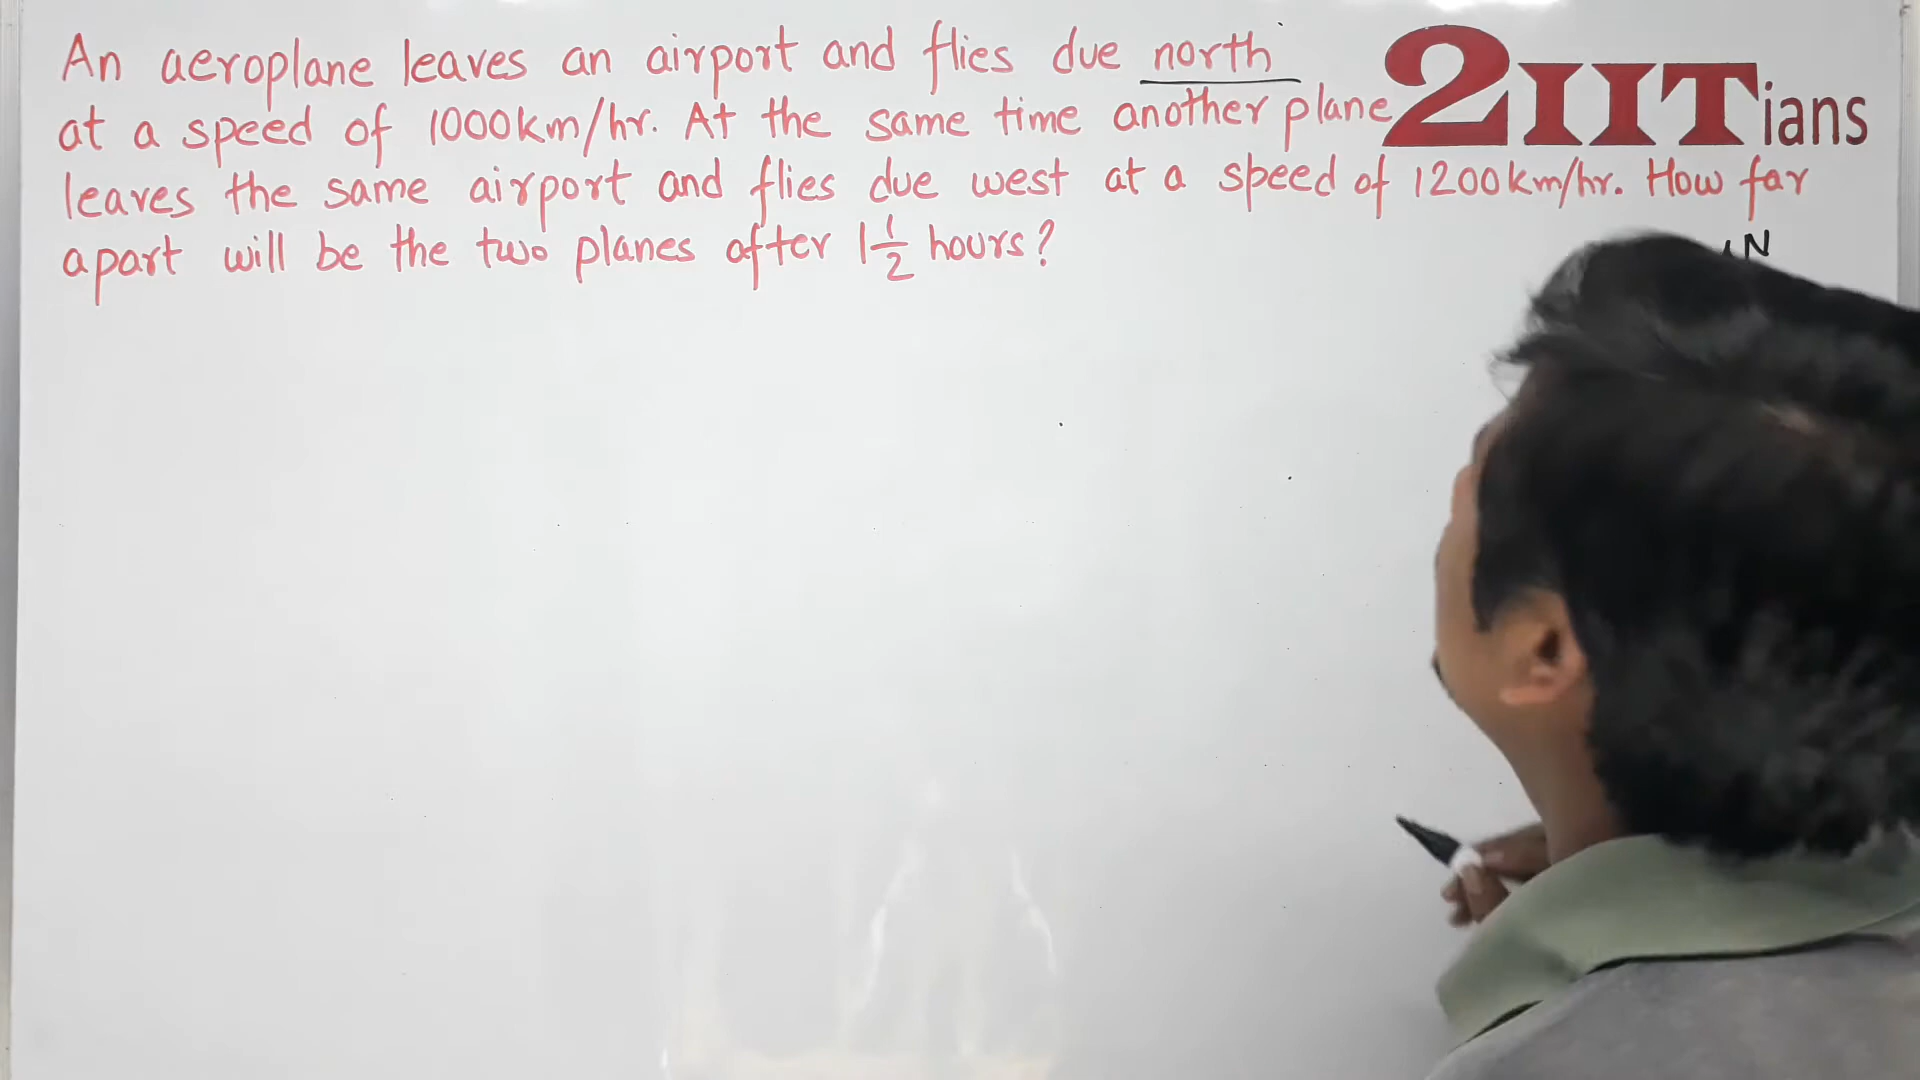 An aeroplane leaves an airport and flies due north
at a speed of 1000km/hr. At the same time another plane
leaves the same airport and flies due west at a speed of 1200km/hr. How far
apart will be the two planes after 1 1/2 hours?
2IITians
N